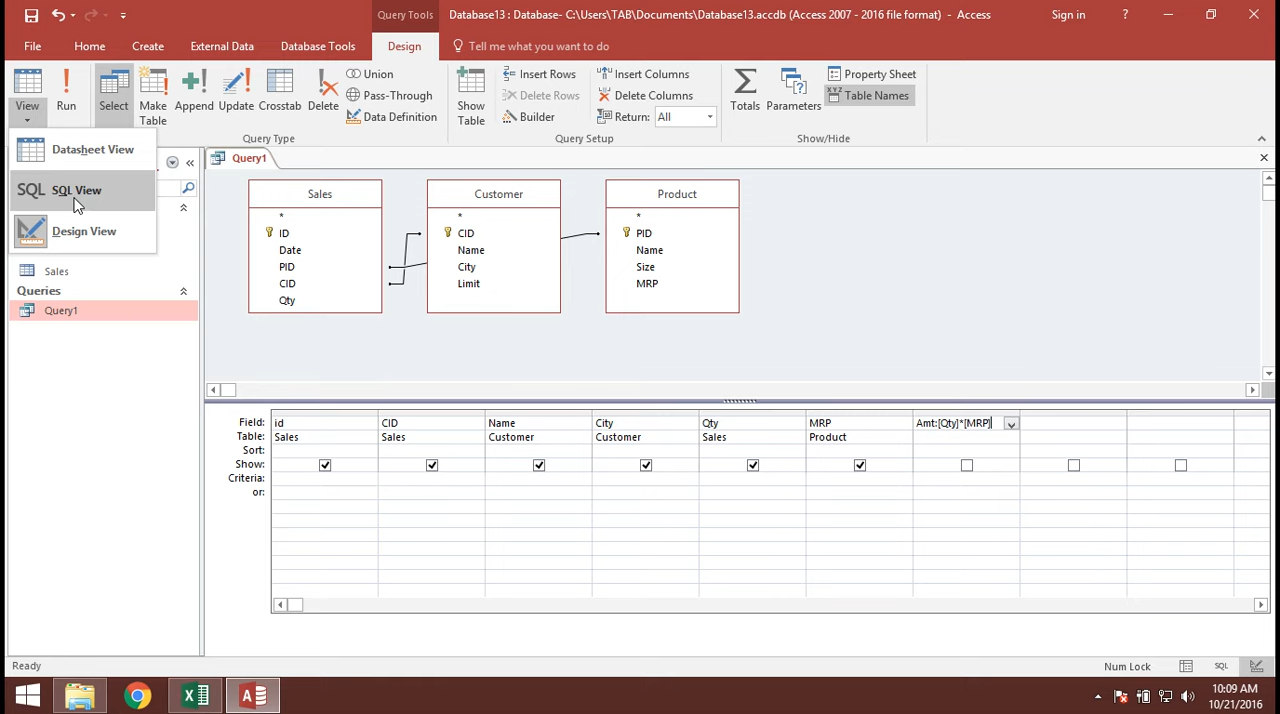 Query Tools
Database13 : Database- C:\Users\TAB\Documents\Database13.accdb (Access 2007 - 2016 file format) - Access
Sign in
?
File
Home
Create
External Data
Database Tools
Design
Tell me what you want to do
View
Run
Select
Make Table
Append
Update
Crosstab
Delete
Union
Pass-Through
Data Definition
Query Type
Show Table
Insert Rows
Delete Rows
Builder
Insert Columns
Delete Columns
Return: All
Query Setup
Totals
Parameters
Property Sheet
XYZ Table Names
Show/Hide
Datasheet View
SQL SQL View
Design View
Sales
Queries
Query1
Query1
Sales
*
ID
Date
PID
CID
Qty
Customer
*
CID
Name
City
Limit
Product
*
PID
Name
Size
MRP
Field: id CID Name City Qty MRP Amt:[Qty]*[MRP]
Table: Sales Sales Customer Customer Sales Product
Sort:
Show:
Criteria:
or:
Ready
Num Lock
SQL
10:09 AM
10/21/2016